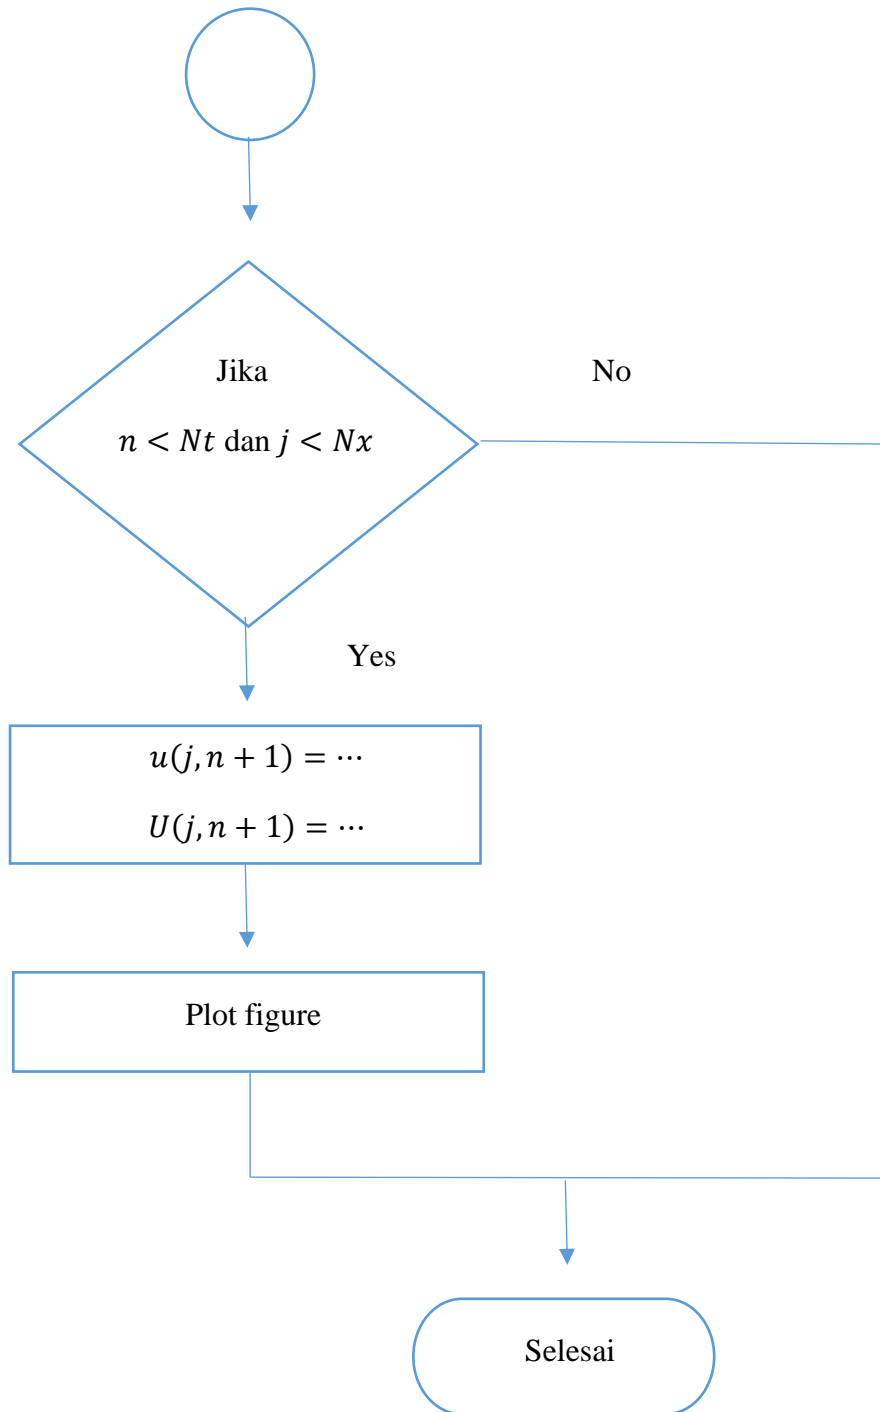 Jika
No
n < Nt dan j < Nx
Yes
u(j, n + 1) = ⋯
U(j, n + 1) = ⋯
Plot figure
Selesai